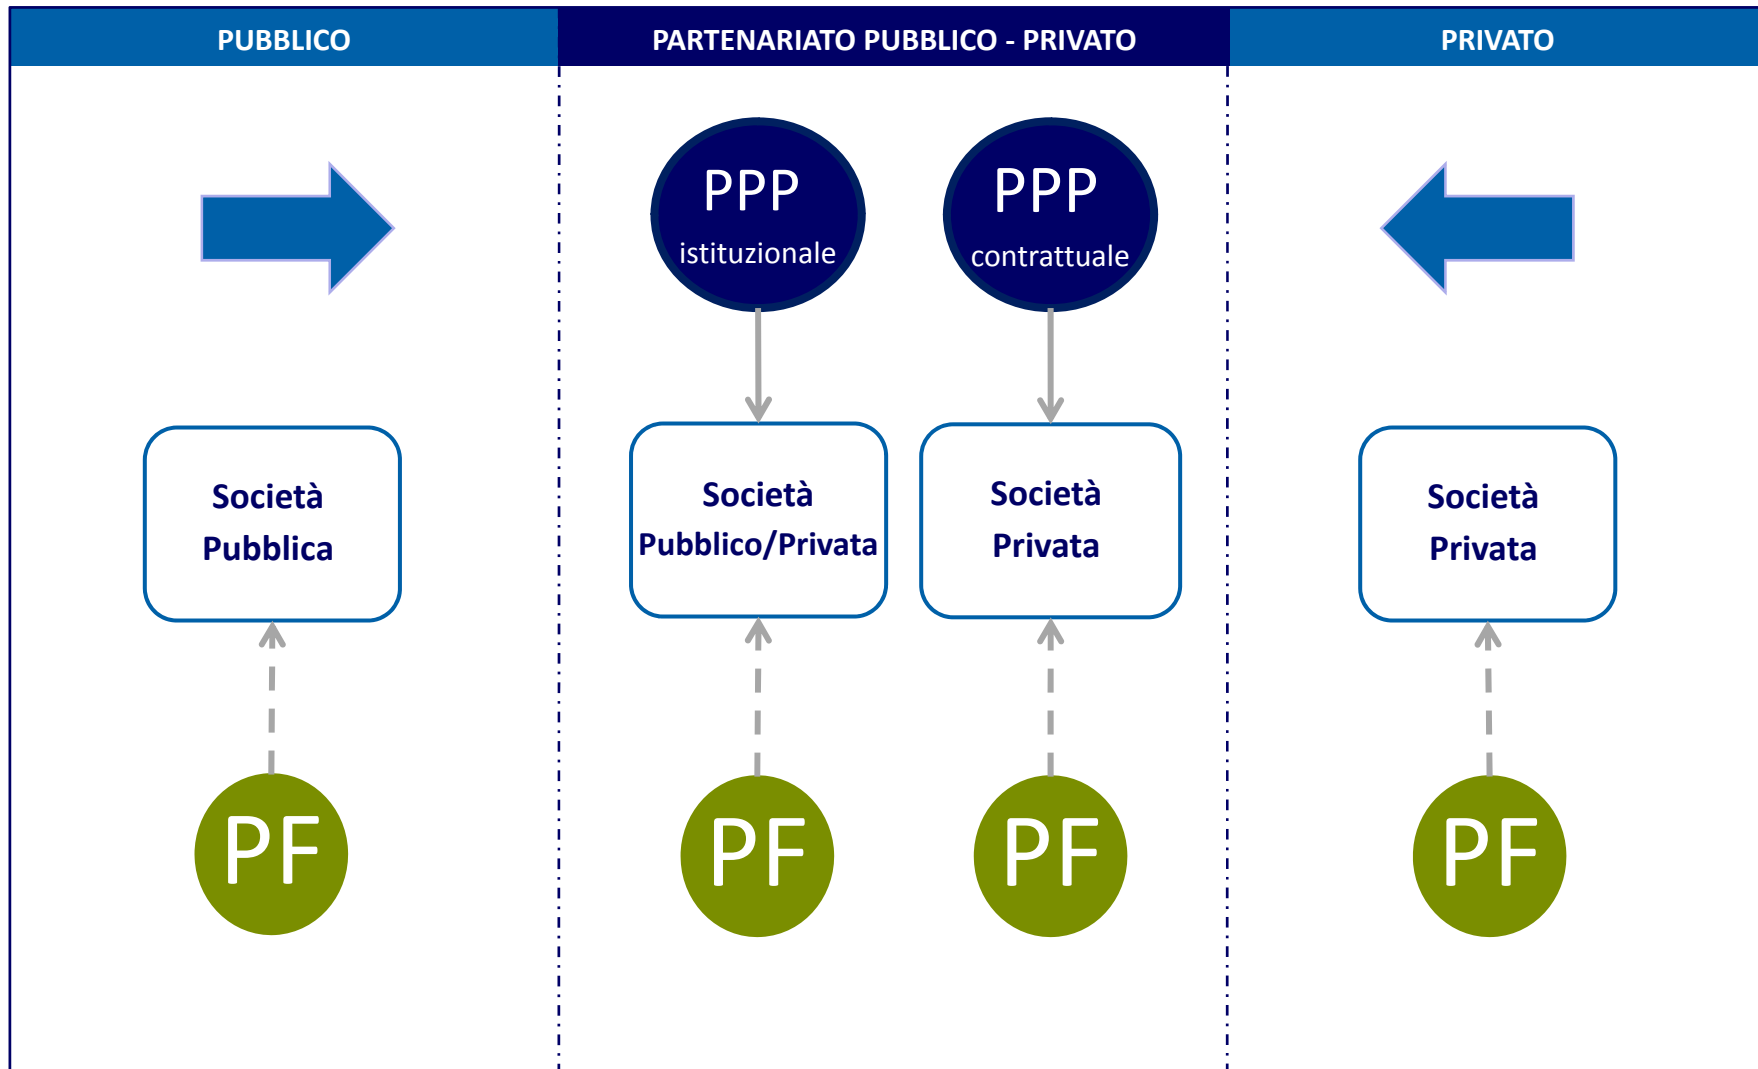 PUBBLICO
PARTENARIATO PUBBLICO - PRIVATO
PRIVATO
PPP
istituzionale
PPP
contrattuale
Società
Pubblica
Società
Pubblico/Privata
Società
Privata
Società
Privata
PF
PF
PF
PF